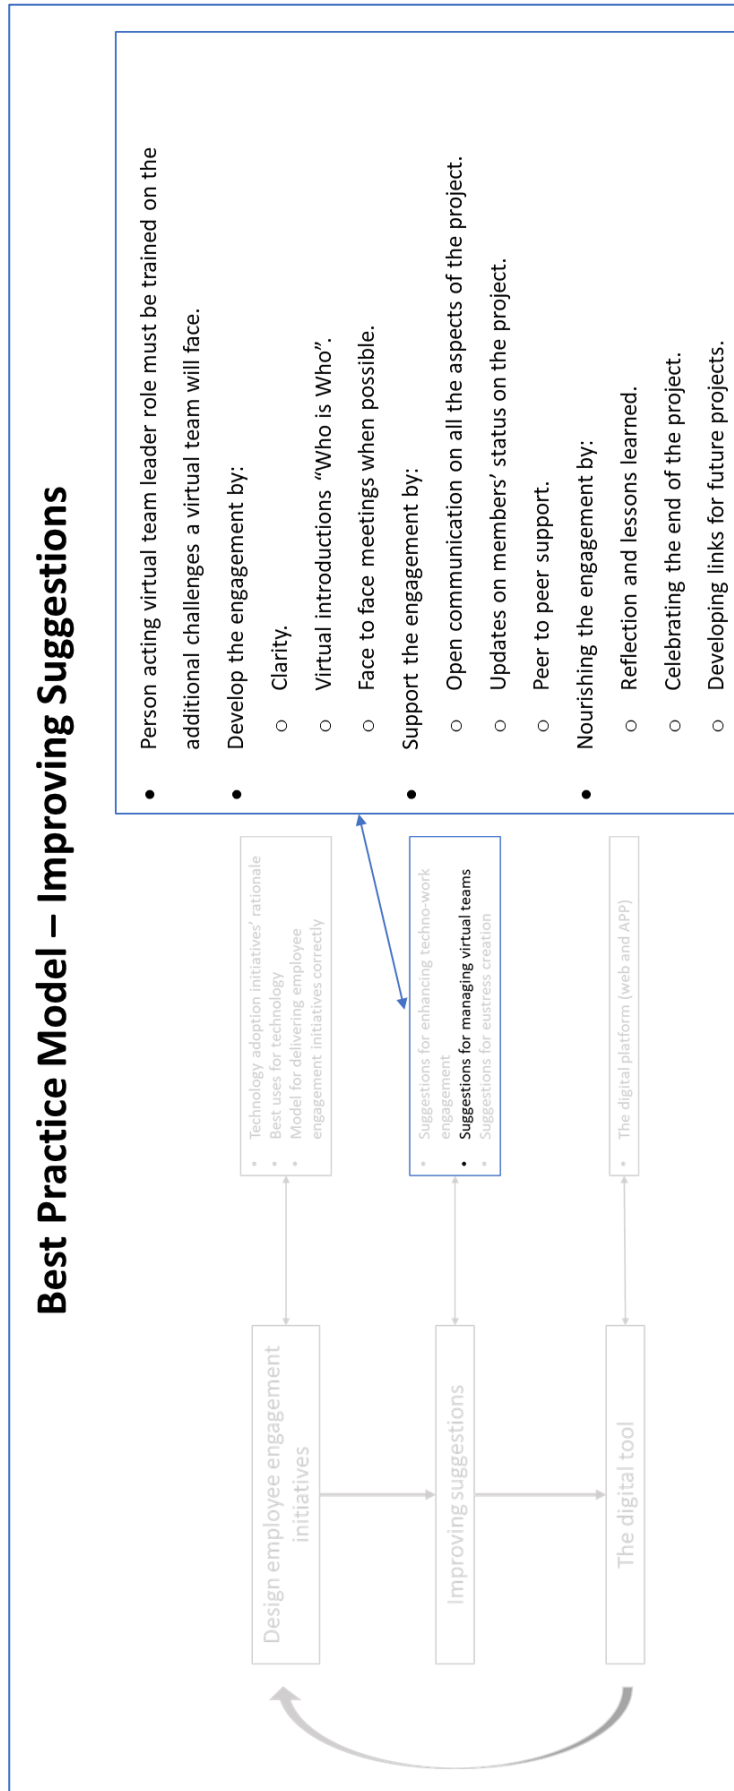 Best Practice Model – Improving Suggestions
Design employee engagement
initiatives
Improving suggestions
The digital tool
• Technology adoption initiatives' rationale
• Best uses for technology
• Model for delivering employee
engagement initiatives correctly
• Suggestions for enhancing techno-work
engagement
• Suggestions for managing virtual teams
• Suggestions for eustress creation
• The digital platform (web and APP)
• Person acting virtual team leader role must be trained on the
additional challenges a virtual team will face.
• Develop the engagement by:
○ Clarity.
○ Virtual introductions “Who is Who”.
○ Face to face meetings when possible.
• Support the engagement by:
○ Open communication on all the aspects of the project.
○ Updates on members’ status on the project.
○ Peer to peer support.
• Nourishing the engagement by:
○ Reflection and lessons learned.
○ Celebrating the end of the project.
○ Developing links for future projects.